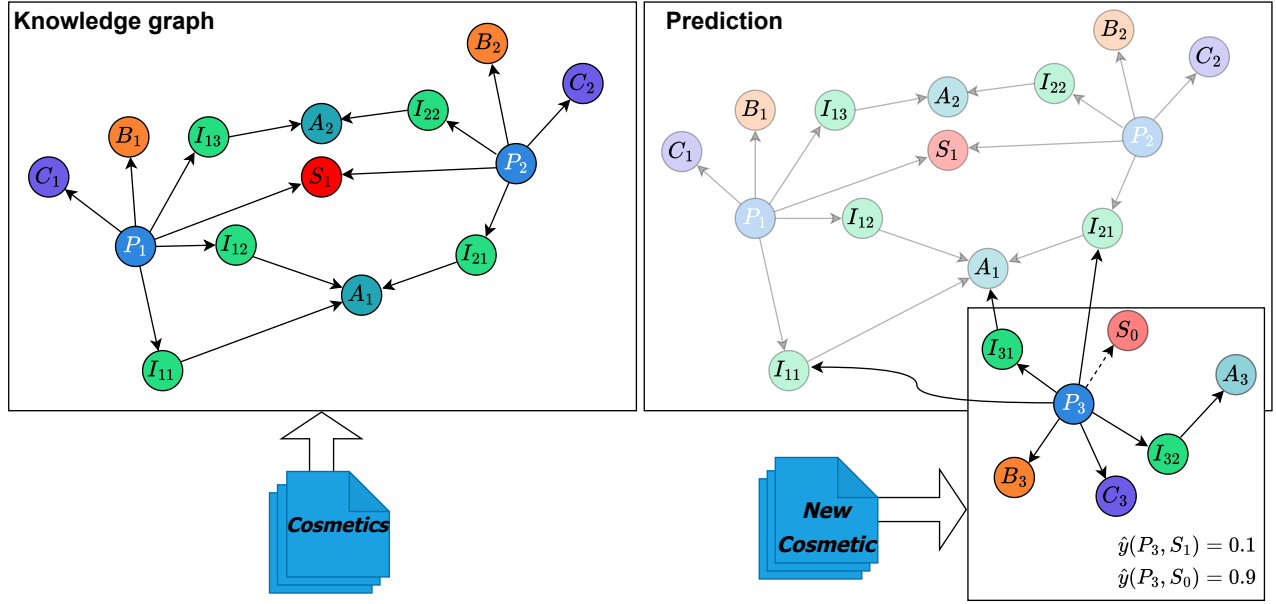 Knowledge graph
B₂
C₂
I₂₂
A₂
B₁
I₁₃
P₂
C₁
S₁
P₁
I₁₂
I₂₁
A₁
I₁₁
Cosmetics
Prediction
B₂
C₂
I₂₂
A₂
B₁
I₁₃
P₂
C₁
S₁
P₁
I₁₂
I₂₁
A₁
I₁₁
S₀
I₃₁
A₃
P₃
I₃₂
B₃
C₃
ŷ(P₃, S₁) = 0.1
ŷ(P₃, S₀) = 0.9
New
Cosmetic